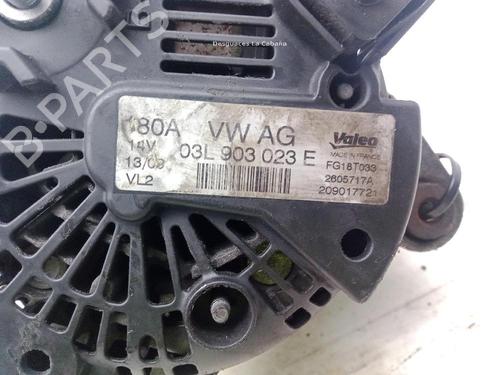 Desguaces La Cabaña
B-PARTS
180A VW AG
14V 03L 903 023 E
13/08
VL2
Valeo
MADE IN FRANCE
FG18T033
2605717A
209017721